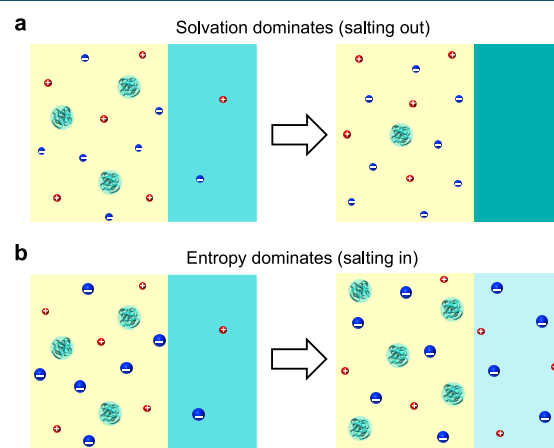 a
Solvation dominates (salting out)
b
Entropy dominates (salting in)